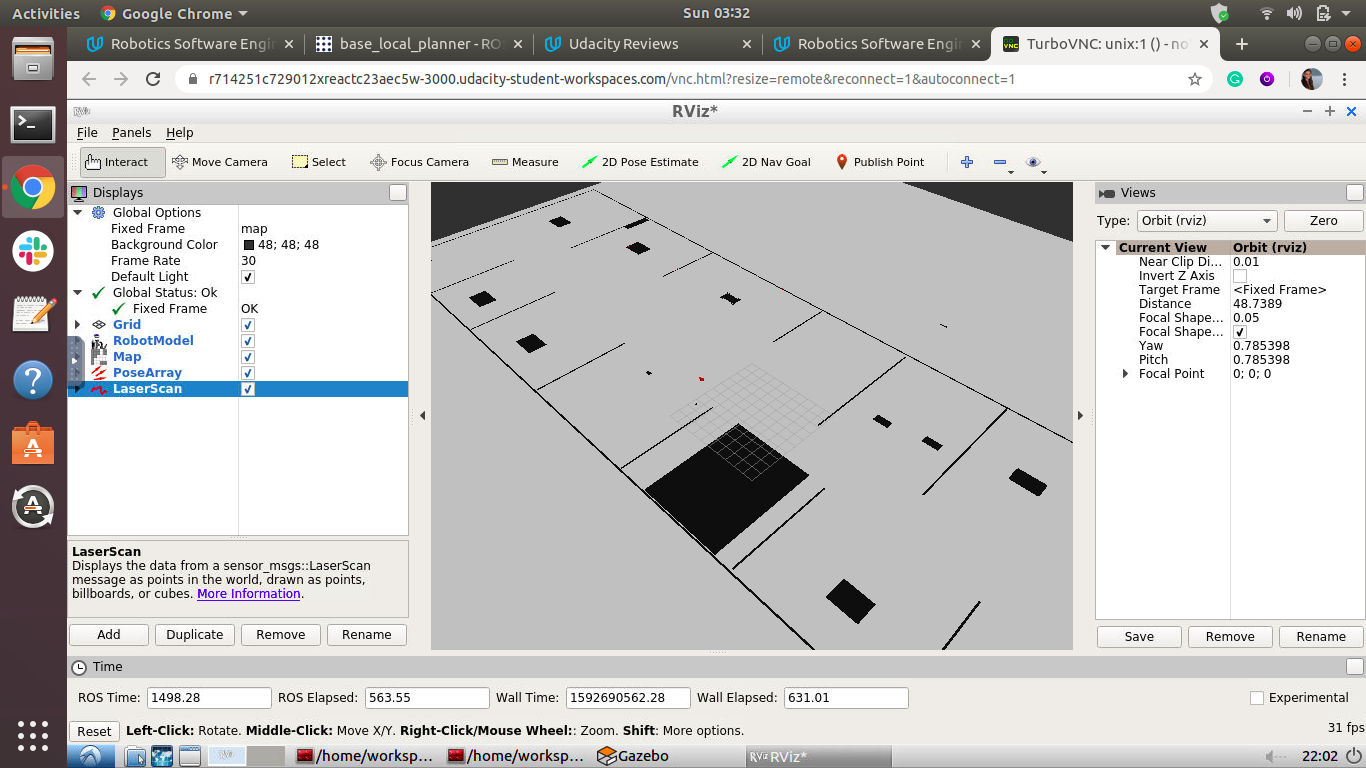 Activities Google Chrome Sun 03:32
Robotics Software Engin base_local_planner - RO Udacity Reviews Robotics Software Engin TurboVNC: unix:1 () - no
r714251c729012xreactc23aec5w-3000.udacity-student-workspaces.com/vnc.html?resize=remote&reconnect=1&autoconnect=1
RViz*
File Panels Help
Interact Move Camera Select Focus Camera Measure 2D Pose Estimate 2D Nav Goal Publish Point
Displays
Global Options
Fixed Frame map
Background Color 48; 48; 48
Frame Rate 30
Default Light
Global Status: Ok
Fixed Frame OK
Grid
RobotModel
Map
PoseArray
LaserScan
LaserScan
Displays the data from a sensor_msgs::LaserScan
message as points in the world, drawn as points,
billboards, or cubes. More Information.
Add Duplicate Remove Rename
Views
Type: Orbit (rviz) Zero
Current View Orbit (rviz)
Near Clip Di... 0.01
Invert Z Axis
Target Frame <Fixed Frame>
Distance 48.7389
Focal Shape... 0.05
Focal Shape...
Yaw 0.785398
Pitch 0.785398
Focal Point 0; 0; 0
Save Remove Rename
Time
ROS Time: 1498.28 ROS Elapsed: 563.55 Wall Time: 1592690562.28 Wall Elapsed: 631.01 Experimental
Reset Left-Click: Rotate. Middle-Click: Move X/Y. Right-Click/Mouse Wheel:: Zoom. Shift: More options. 31 fps
/home/worksp... /home/worksp... Gazebo RViz* 22:02